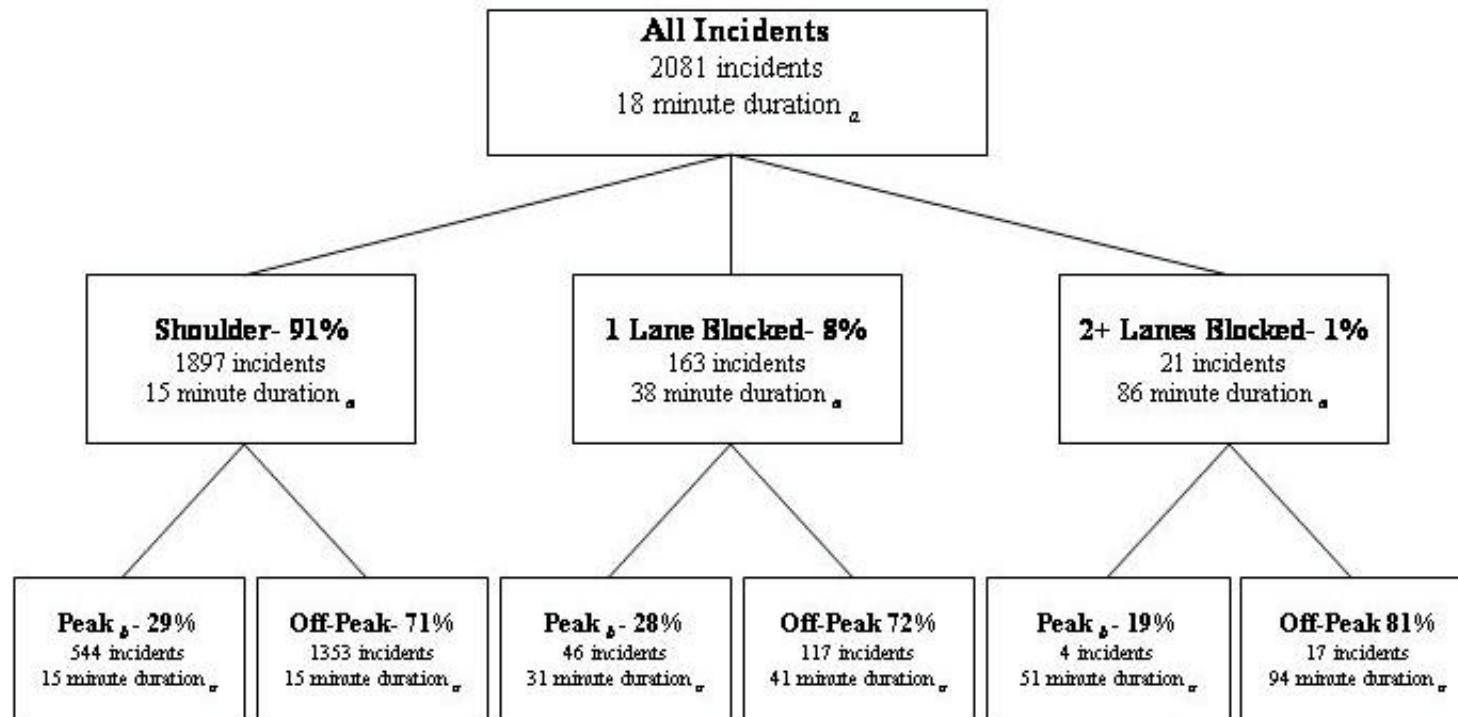 All Incidents
2081 incidents
18 minute duration a
Shoulder- 91%
1897 incidents
15 minute duration a
1 Lane Blocked- 8%
163 incidents
38 minute duration a
2+ Lanes Blocked- 1%
21 incidents
86 minute duration a
Peak b- 29%
544 incidents
15 minute duration a
Off-Peak- 71%
1353 incidents
15 minute duration a
Peak b- 28%
46 incidents
31 minute duration a
Off-Peak 72%
117 incidents
41 minute duration a
Peak b- 19%
4 incidents
51 minute duration a
Off-Peak 81%
17 incidents
94 minute duration a